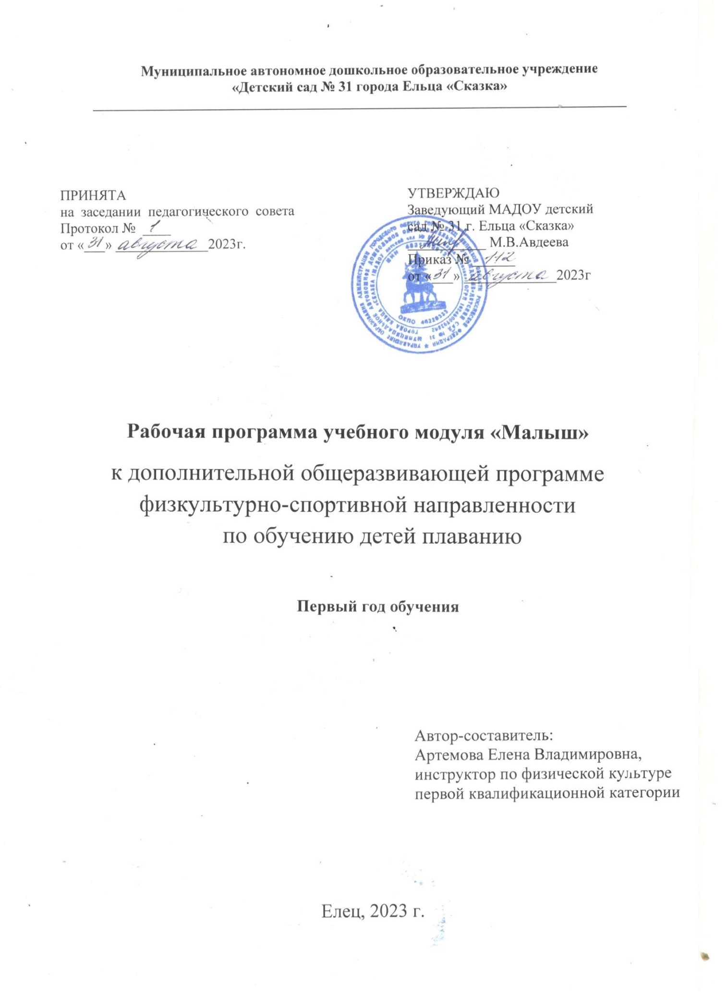 Муниципальное автономное дошкольное образовательное учреждение
«Детский сад № 31 города Ельца «Сказка»
ПРИНЯТА
на заседании педагогического совета
Протокол № 1
от «31» августа 2023г.
УТВЕРЖДАЮ
Заведующий МАДОУ детский
сад № 31 г. Ельца «Сказка»
М.В.Авдеева
Приказ № 112
от «31» августа 2023г
ОКПО
Рабочая программа учебного модуля «Малыш»
к дополнительной общеразвивающей программе
физкультурно-спортивной направленности
по обучению детей плаванию
Первый год обучения
Автор-составитель:
Артемова Елена Владимировна,
инструктор по физической культуре
первой квалификационной категории
Елец, 2023 г.